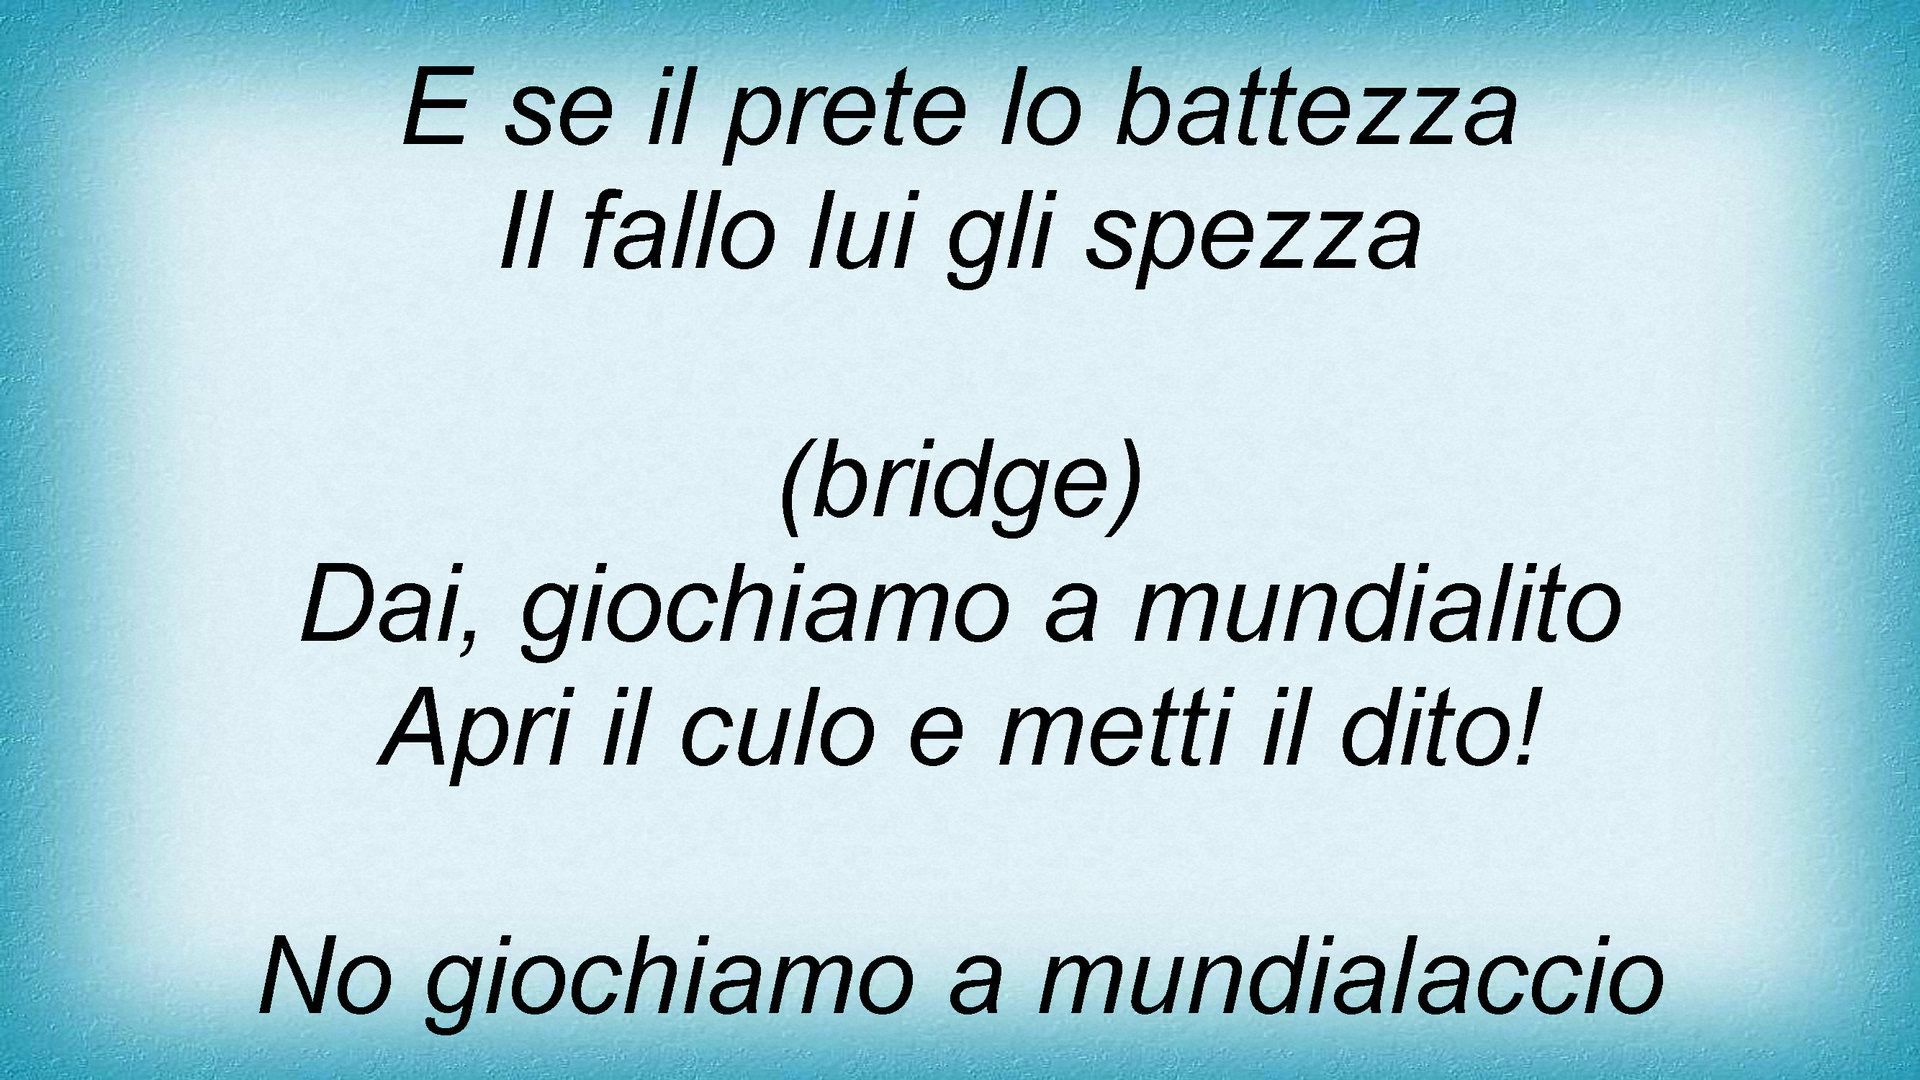 E se il prete lo battezza
Il fallo lui gli spezza
(bridge)
Dai, giochiamo a mundialito
Apri il culo e metti il dito!
No giochiamo a mundialaccio